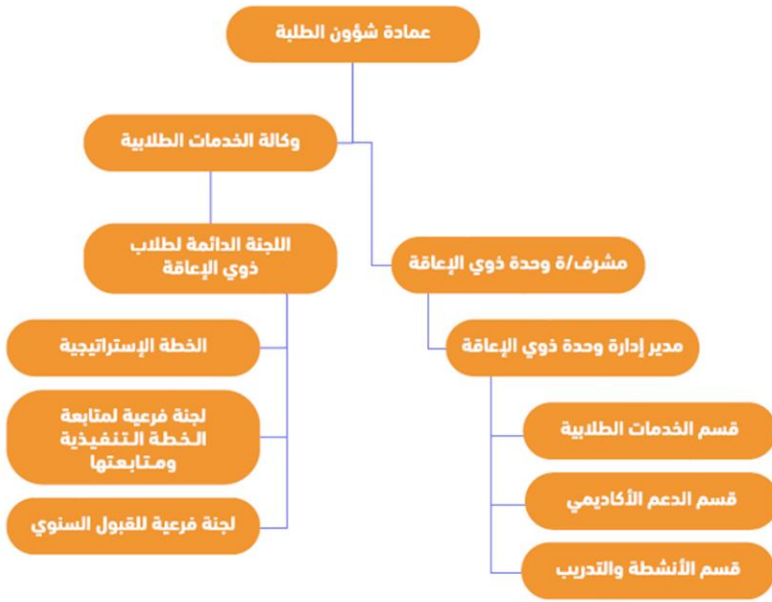 عمادة شؤون الطلبة
وكالة الخدمات الطلابية
اللجنة الدائمة لطلاب
ذوي الإعاقة
مشرف/ة وحدة ذوي الإعاقة
الخطة الإستراتيجية
مدير إدارة وحدة ذوي الإعاقة
لجنة فرعية لمتابعة
الخطة التنفيذية
ومتابعتها
قسم الخدمات الطلابية
قسم الدعم الأكاديمي
لجنة فرعية للقبول السنوي
قسم الأنشطة والتدريب